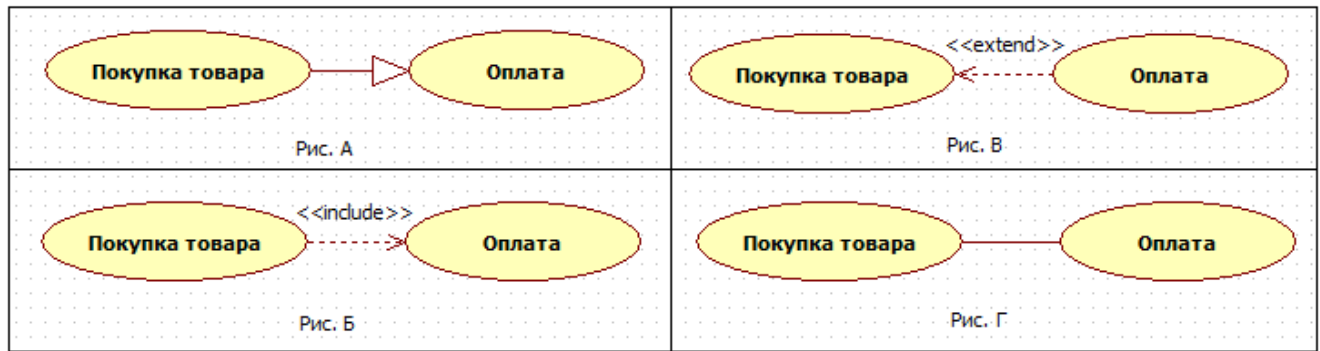 Покупка товара
Оплата
Рис. А
<<extend>>
Покупка товара
Оплата
Рис. В
<<include>>
Покупка товара
Оплата
Рис. Б
Покупка товара
Оплата
Рис. Г